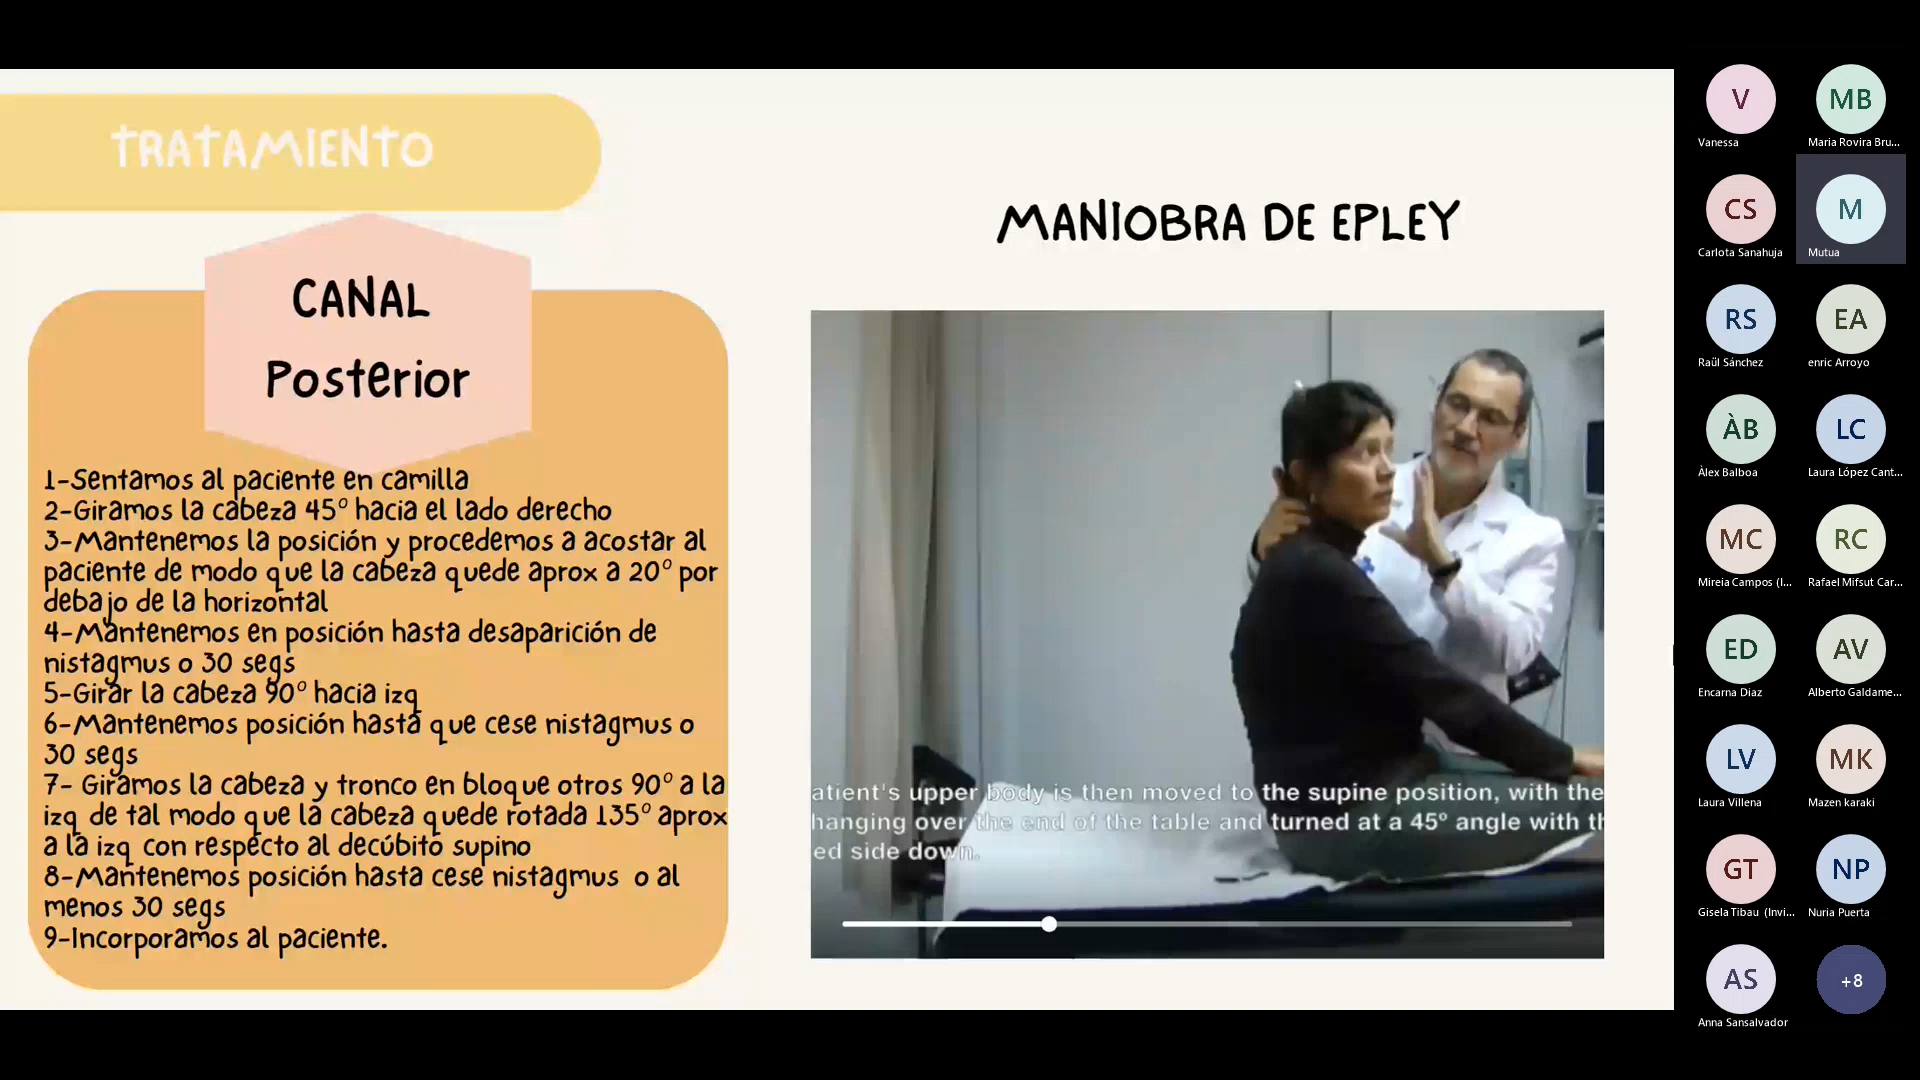 TRATAMIENTO
CANAL
Posterior
1-Sentamos al paciente en camilla
2-Giramos la cabeza 45º hacia el lado derecho
3-Mantenemos la posición y procedemos a acostar al
paciente de modo que la cabeza quede aprox a 20º por
debajo de la horizontal
4-Mantenemos en posición hasta desaparición de
nistagmus o 30 segs
5-Girar la cabeza 90º hacia izq
6-Mantenemos posición hasta que cese nistagmus o
30 segs
7- Giramos la cabeza y tronco en bloque otros 90º a la
izq de tal modo que la cabeza quede rotada 135º aprox
a la izq con respecto al decúbito supino
8-Mantenemos posición hasta cese nistagmus o al
menos 30 segs
9-Incorporamos al paciente.
MANIOBRA DE EPLEY
atient's upper body is then moved to the supine position, with the
hanging over the end of the table and turned at a 45º angle with th
ed side down.
V
Vanessa
MB
Maria Rovira Bru...
CS
Carlota Sanahuja
M
Mutua
RS
Raül Sánchez
EA
enric Arroyo
ÀB
Àlex Balboa
LC
Laura López Cant...
MC
Mireia Campos (I...
RC
Rafael Mifsut Car...
ED
Encarna Diaz
AV
Alberto Galdame...
LV
Laura Villena
MK
Mazen karaki
GT
Gisela Tibau (Invi...
NP
Nuria Puerta
AS
Anna Sansalvador
+8